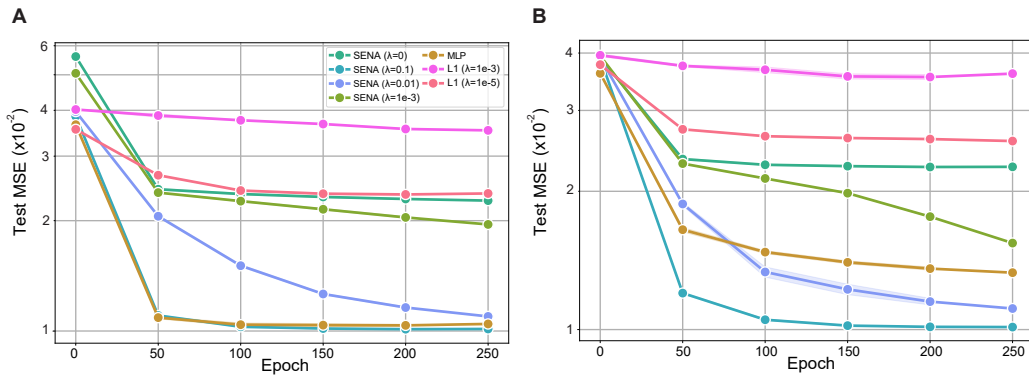 A
Test MSE (x10⁻²)
6
4
3
2
1
0 50 100 150 200 250
Epoch
SENA (λ=0)
SENA (λ=0.1)
SENA (λ=0.01)
SENA (λ=1e-3)
MLP
L1 (λ=1e-3)
L1 (λ=1e-5)
B
Test MSE (x10⁻²)
4
3
2
1
0 50 100 150 200 250
Epoch